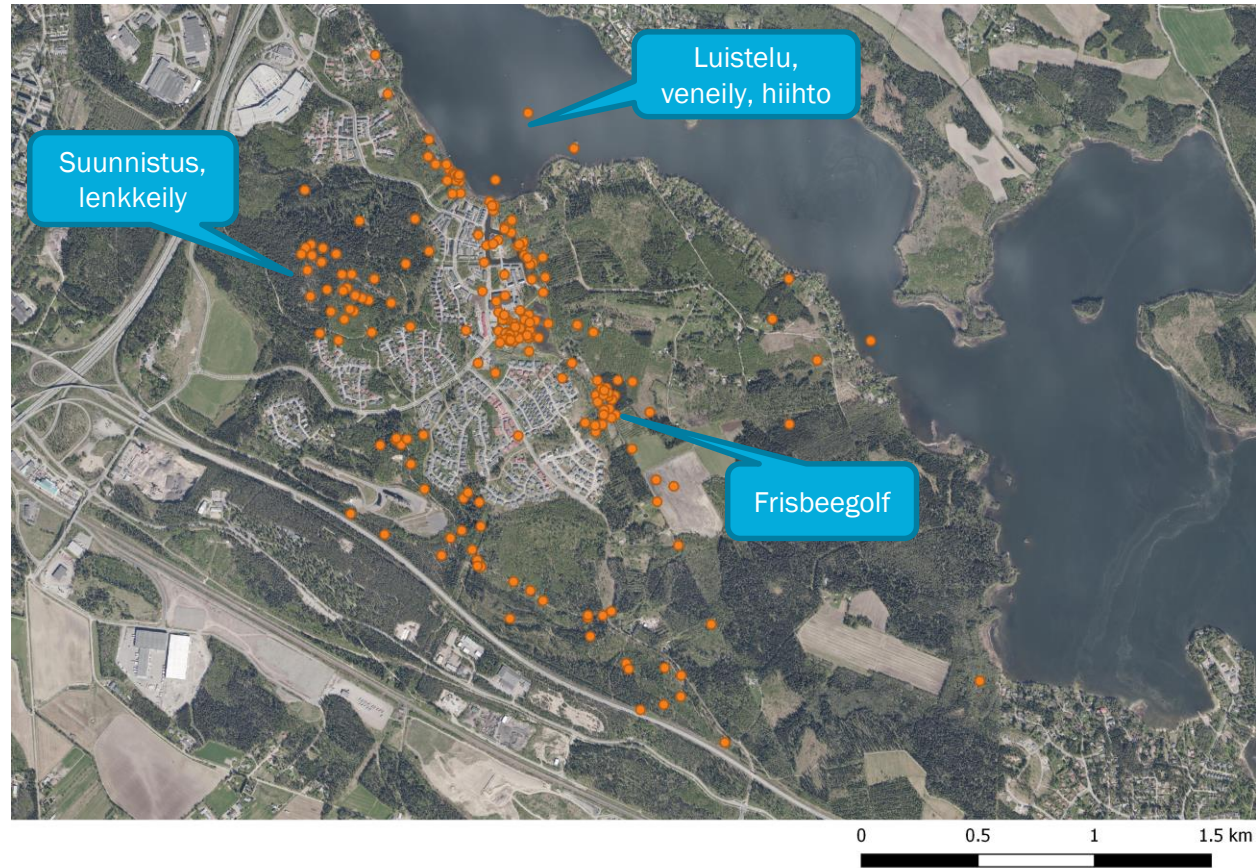 Luistelu,
veneily, hiihto
Suunnistus,
lenkkeily
Frisbeegolf
0 0.5 1 1.5 km